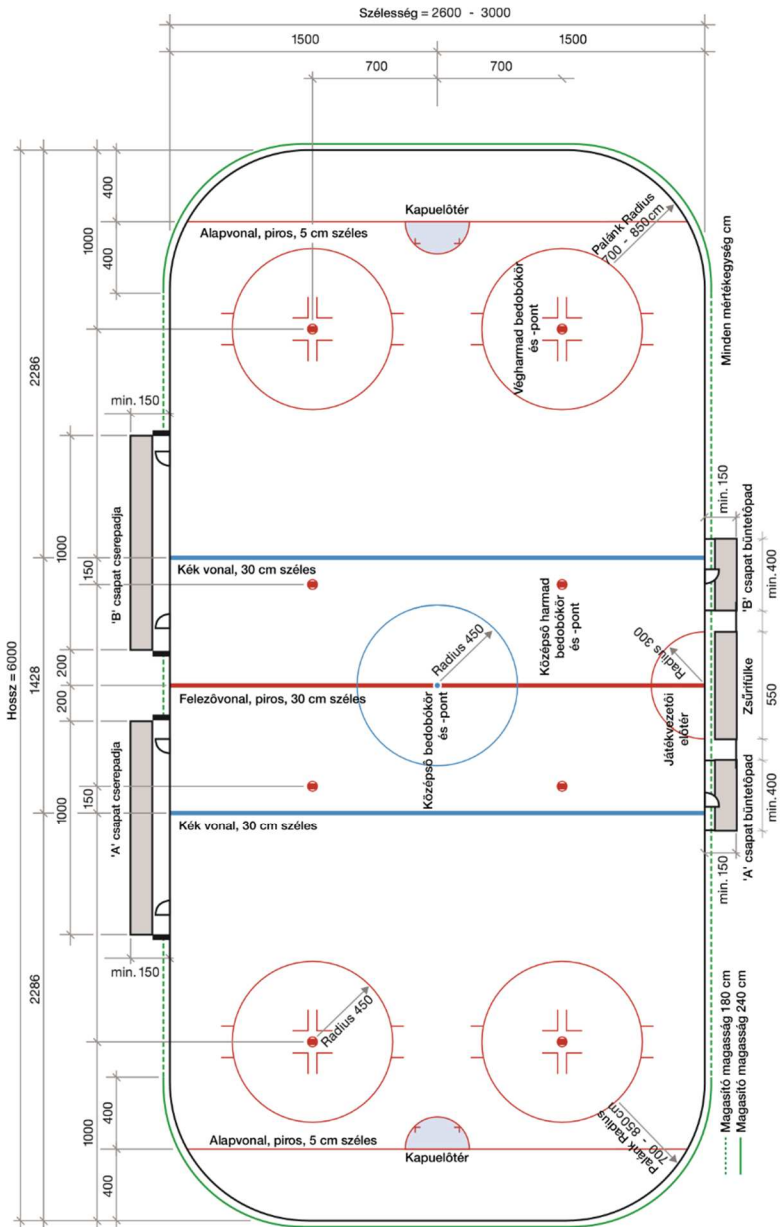 Szélesség = 2600 - 3000
1500
1500
700
700
400
1000
400
2286
min. 150
1000
'B' csapat cserepadja
150
Hossz = 6000
1428
200
200
'A' csapat cserepadja
1000
150
min. 150
2286
400
1000
400
Kapuelőtér
Alapvonal, piros, 5 cm széles
Palánk Radius
700 - 850cm
Végharmad bedobókör
és -pont
Minden mértékegység cm
Kék vonal, 30 cm széles
Középső harmad
bedobókör
és -pont
Radius 450
Felezővonal, piros, 30 cm széles
Középső bedobókör
és -pont
Radius 300
Játékvezetői
előtér
Kék vonal, 30 cm széles
min. 150
'B' csapat büntetőpad
min. 400
Zsűrifülke
550
'A' csapat büntetőpad
min. 400
min. 150
Radius 450
Alapvonal, piros, 5 cm széles
Kapuelőtér
Palánk Radius
700 - 850cm
Magasító magasság 180 cm
Magasító magasság 240 cm